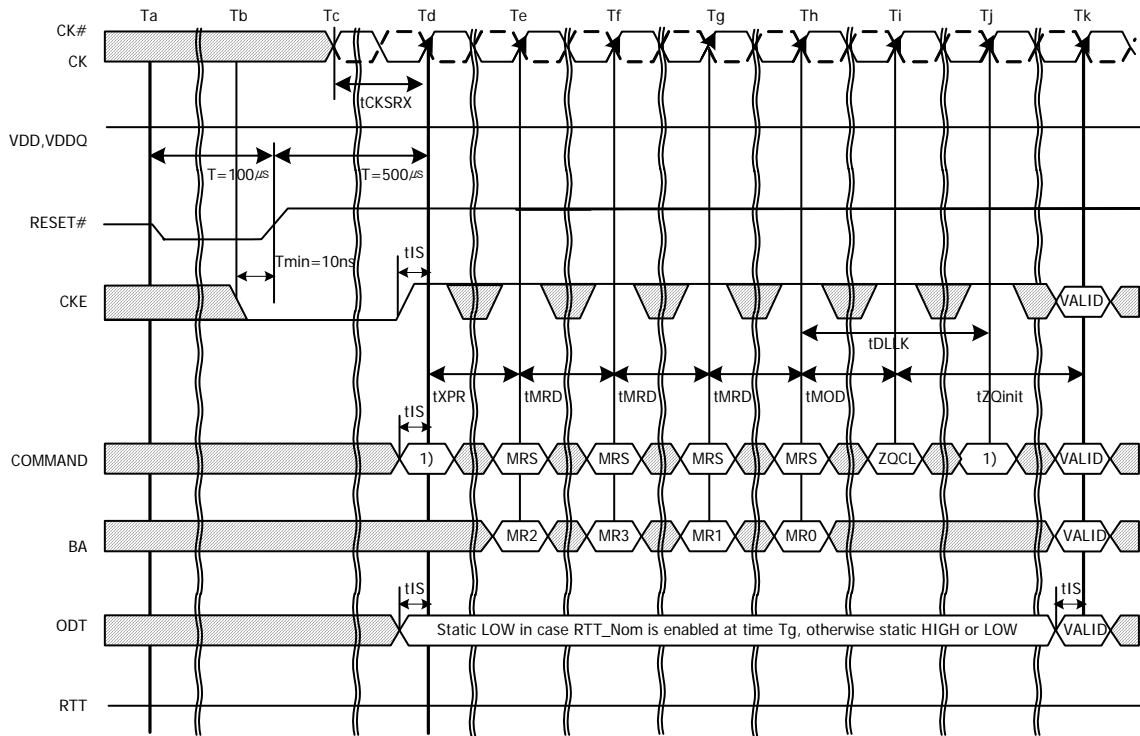 Ta Tb Tc Td Te Tf Tg Th Ti Tj Tk
CK#
CK
tCKSRX
VDD,VDDQ
T=100㎲ T=500㎲
RESET#
Tmin=10ns tIS
CKE VALID
tDLLK
tXPR tMRD tMRD tMRD tMOD tZQinit
tIS
COMMAND 1) MRS MRS MRS MRS ZQCL 1) VALID
BA MR2 MR3 MR1 MR0 VALID
tIS tIS
ODT Static LOW in case RTT_Nom is enabled at time Tg, otherwise static HIGH or LOW VALID
RTT